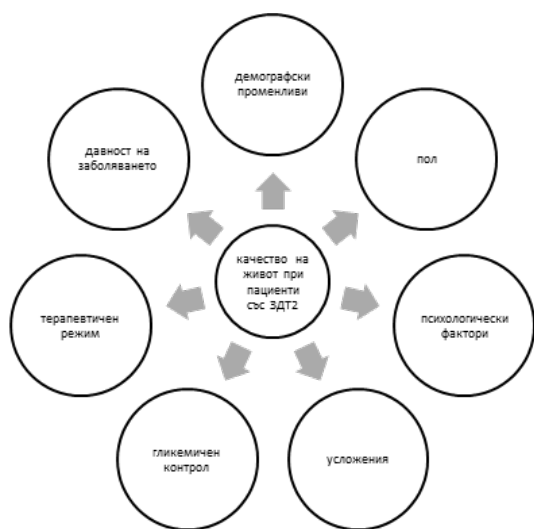 демографски
променливи
давност на
заболяването
пол
качество на
живот при
пациенти
със ЗДТ2
терапевтичен
режим
психологически
фактори
гликемичен
контрол
усложения